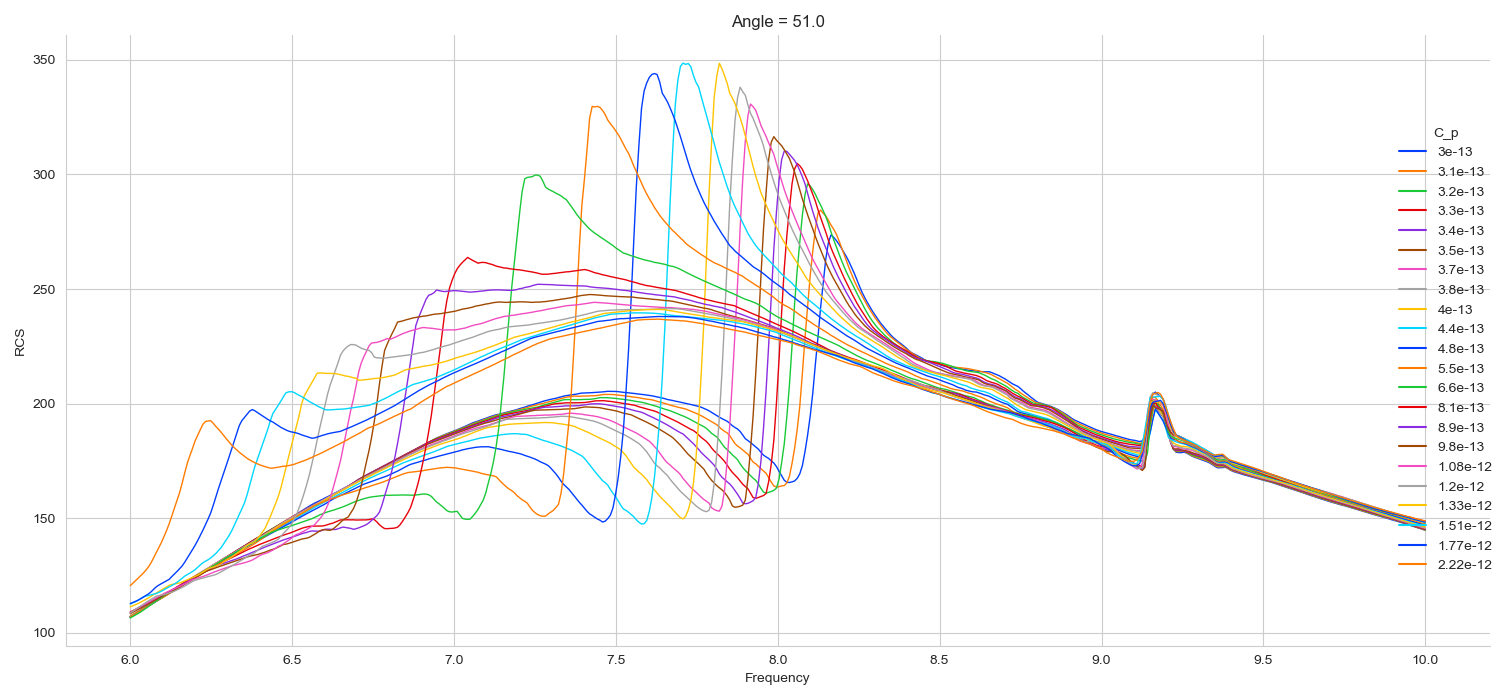 Angle = 51.0
350
300
250
200
150
100
RCS
6.0 6.5 7.0 7.5 8.0 8.5 9.0 9.5 10.0
Frequency
C_p
3e-13
3.1e-13
3.2e-13
3.3e-13
3.4e-13
3.5e-13
3.7e-13
3.8e-13
4e-13
4.4e-13
4.8e-13
5.5e-13
6.6e-13
8.1e-13
8.9e-13
9.8e-13
1.08e-12
1.2e-12
1.33e-12
1.51e-12
1.77e-12
2.22e-12